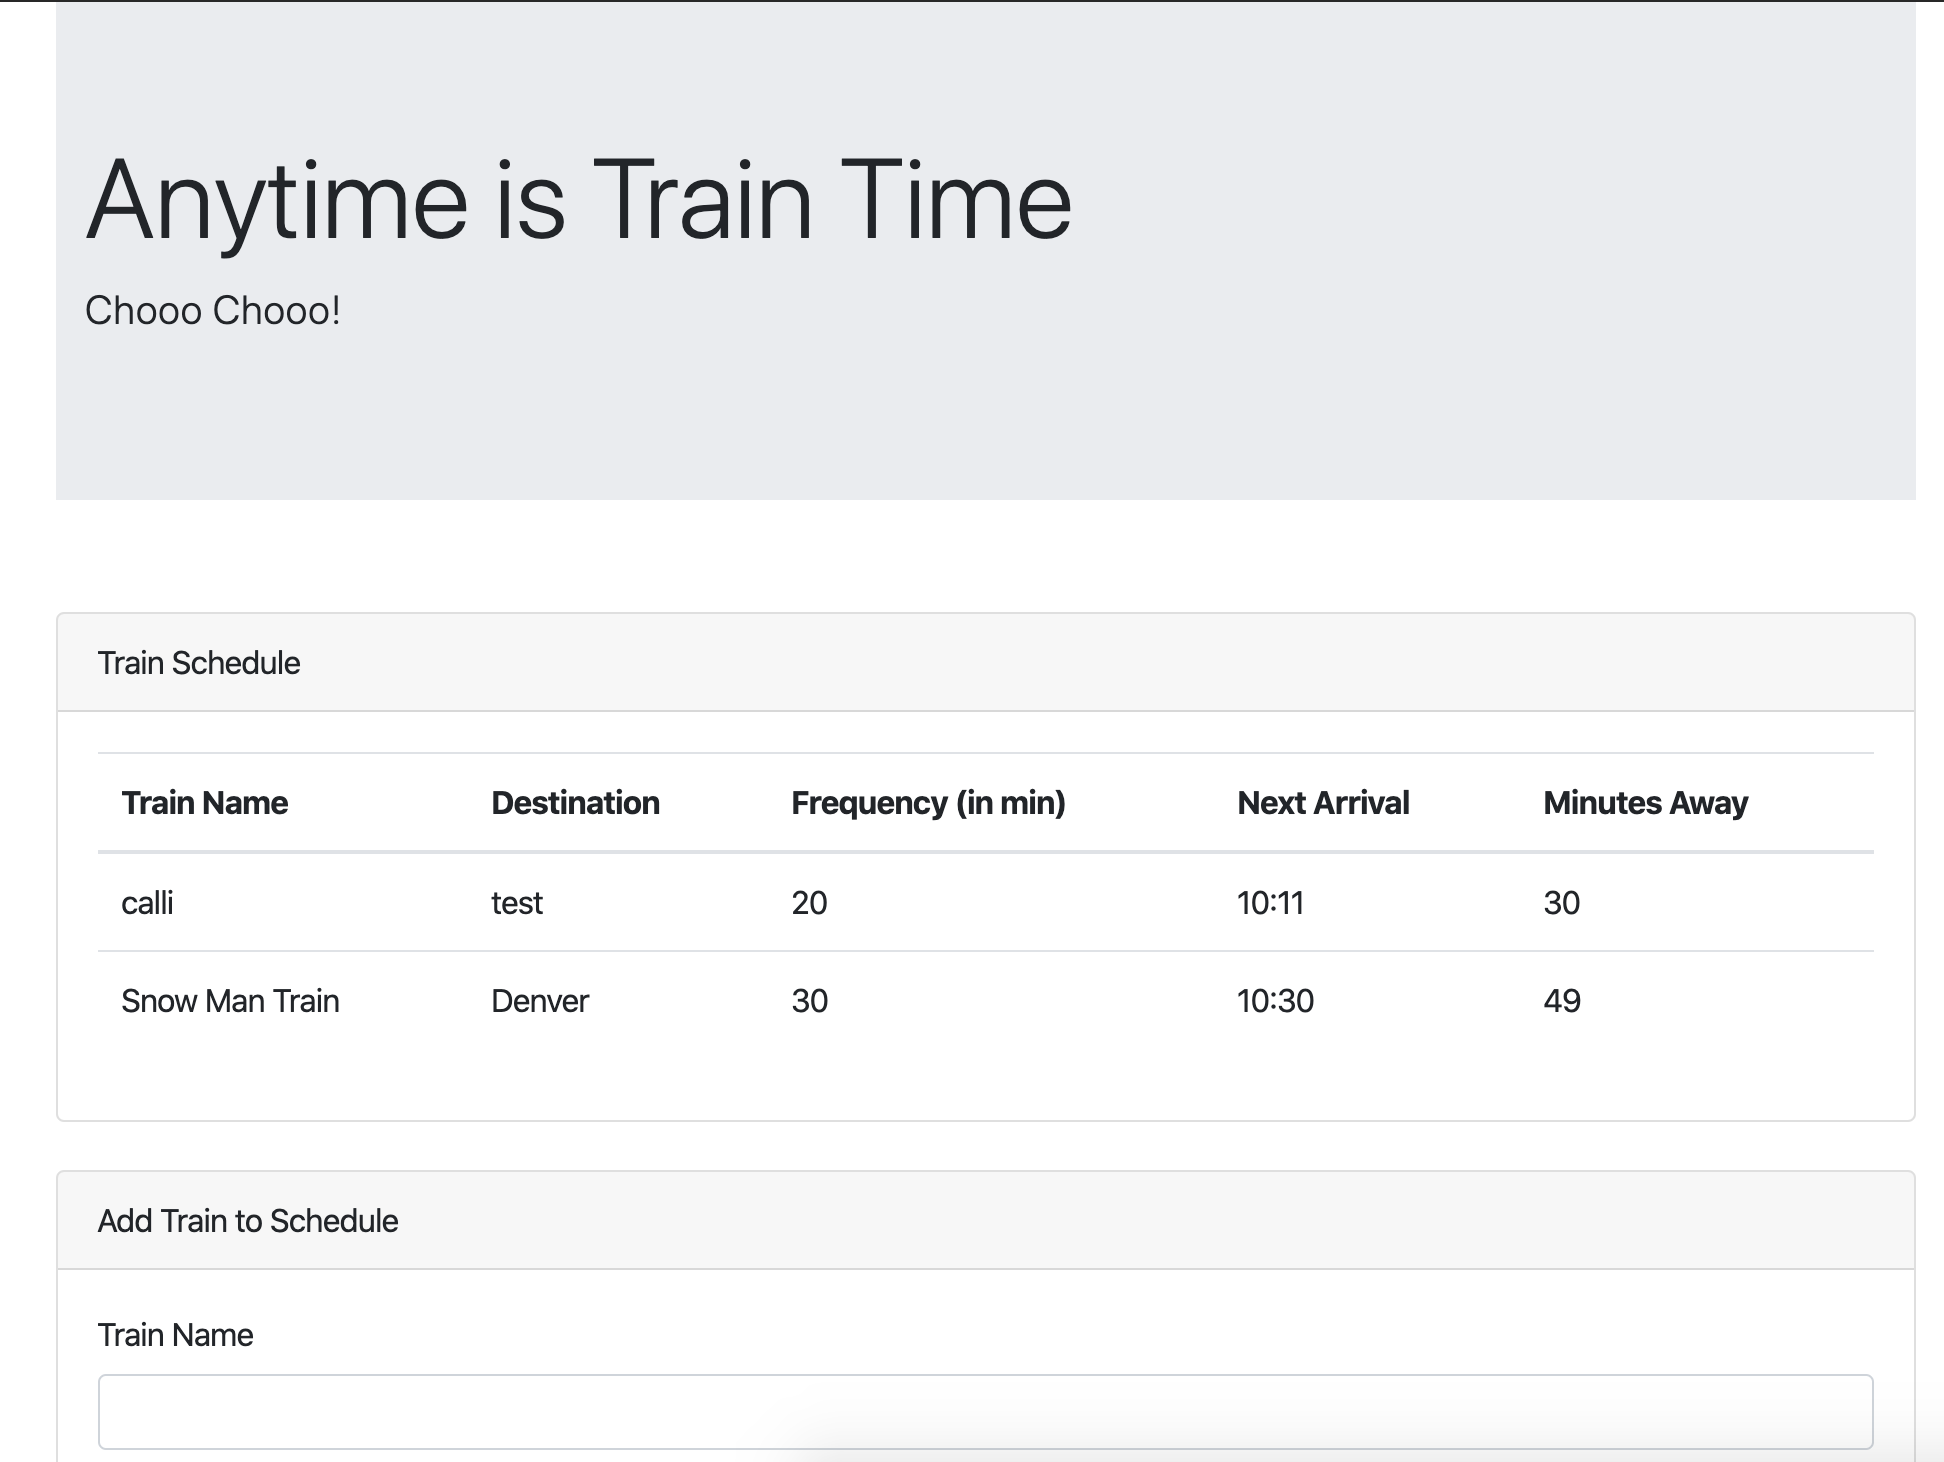 Anytime is Train Time
Chooo Chooo!
Train Schedule
Train Name Destination Frequency (in min) Next Arrival Minutes Away
calli test 20 10:11 30
Snow Man Train Denver 30 10:30 49
Add Train to Schedule
Train Name